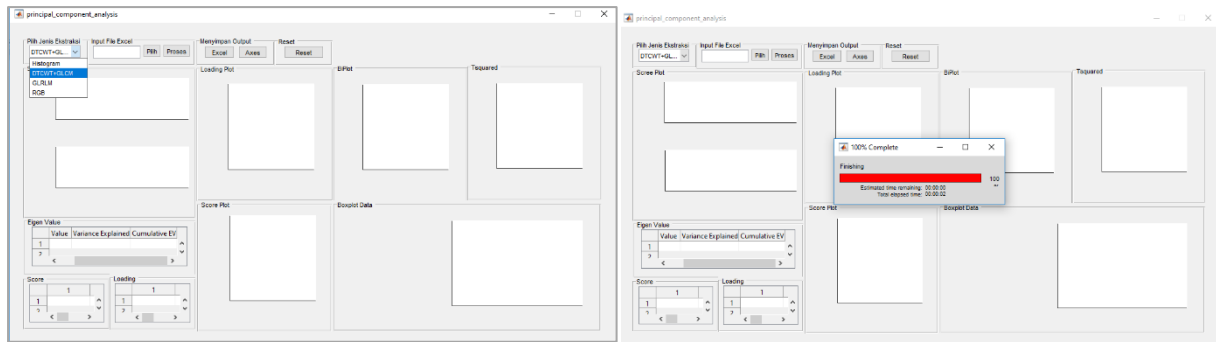 principal_component_analysis
Pilih Jenis Ekstraksi
Input File Excel
Menyimpan Output
Reset
DTCWT+GL...
Pilih
Proses
Excel
Axes
Reset
Histogram
DTCWT+GLCM
GLRLM
RGB
Loading Plot
BiPlot
Tsquared
Score Plot
Boxplot Data
Eigen Value
Value Variance Explained Cumulative EV
1
2
Score
Loading
1
1
1
1
2
principal_component_analysis
Pilih Jenis Ekstraksi
Input File Excel
Menyimpan Output
Reset
DTCWT+GL...
Pilih
Proses
Excel
Axes
Reset
Scree Plot
Loading Plot
BiPlot
Tsquared
100% Complete
Finishing
100
Estimated time remaining: 00:00:00
Total elapsed time: 00:00:02
Score Plot
Boxplot Data
Eigen Value
Value Variance Explained Cumulative EV
1
2
Score
Loading
1
1
1
1
2